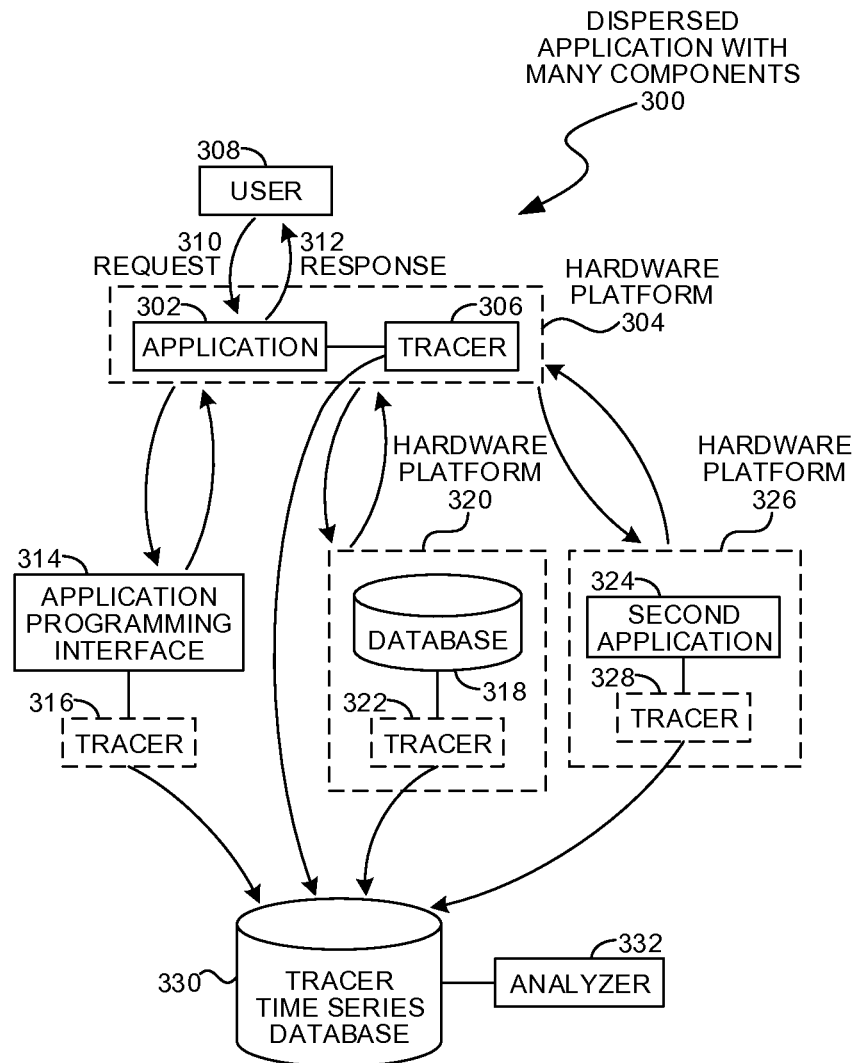 DISPERSED
APPLICATION WITH
MANY COMPONENTS
300
308
USER
310
312
REQUEST
RESPONSE
HARDWARE
PLATFORM
304
302
306
APPLICATION
TRACER
HARDWARE
PLATFORM
320
HARDWARE
PLATFORM
326
314
APPLICATION
PROGRAMMING
INTERFACE
DATABASE
318
324
SECOND
APPLICATION
316
TRACER
322
TRACER
328
TRACER
330
TRACER
TIME SERIES
DATABASE
332
ANALYZER